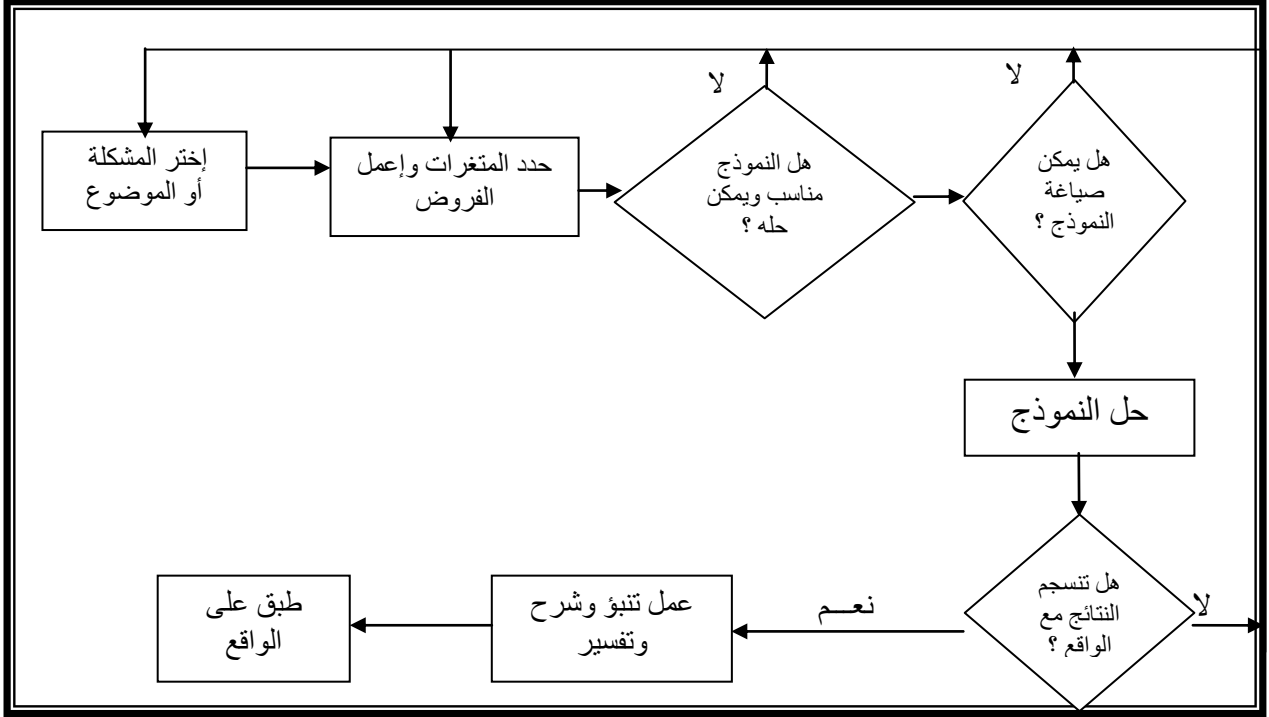 إختر المشكلة
أو الموضوع
حدد المتغرات وإعمل
الفروض
لا
هل النموذج
مناسب ويمكن
حله ؟
لا
هل يمكن
صياغة
النموذج ؟
حل النموذج
هل تنسجم
النتائج مع
الواقع ؟
لا
نعـــم
عمل تنبؤ وشرح
وتفسير
طبق على
الواقع